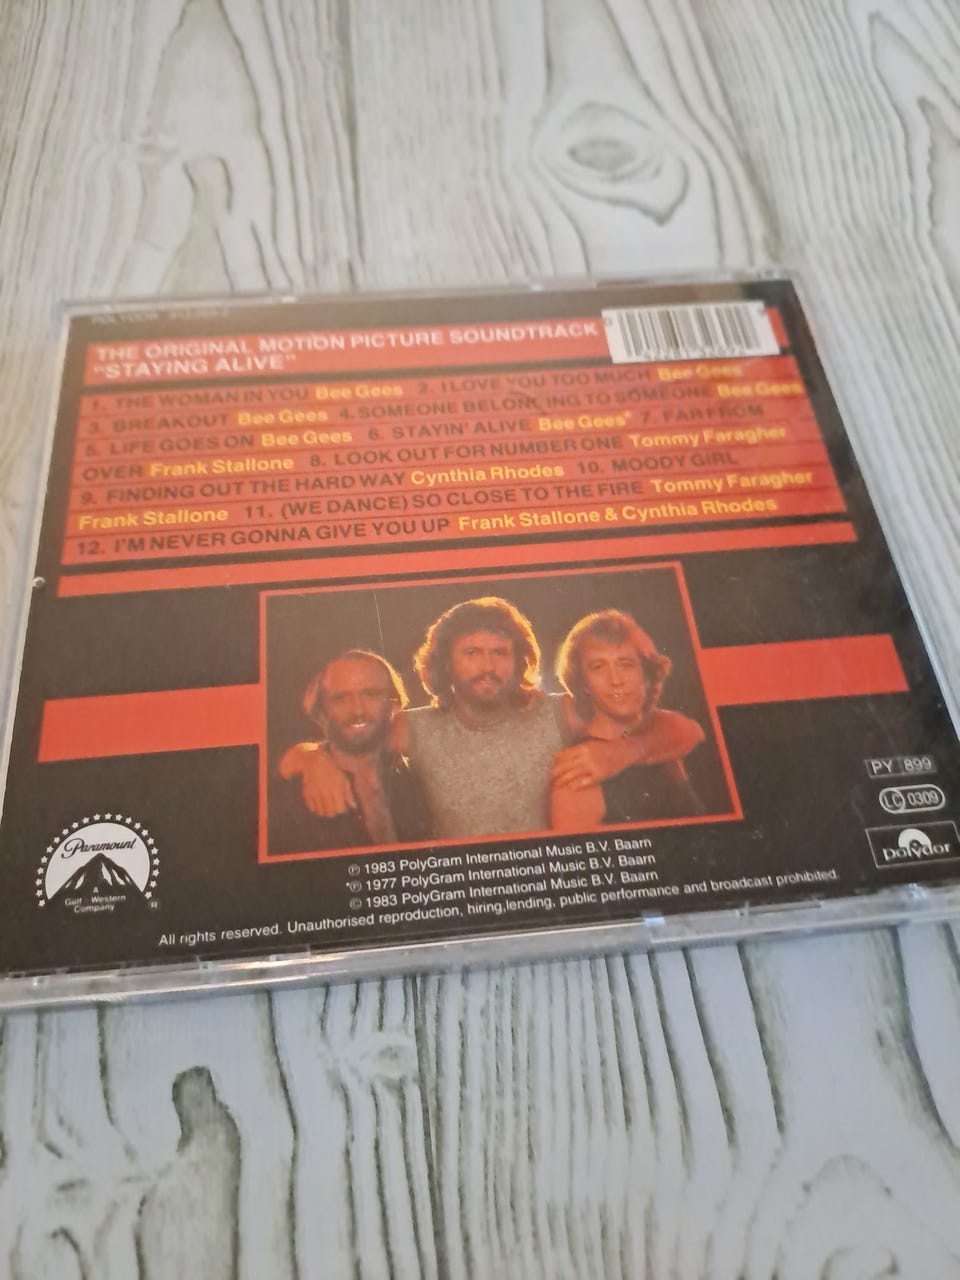 POLYDOR
THE ORIGINAL MOTION PICTURE SOUNDTRACK
"STAYING ALIVE"
1. THE WOMAN IN YOU Bee Gees 2. I LOVE YOU TOO MUCH Bee Gees
3. BREAKOUT Bee Gees 4. SOMEONE BELONGING TO SOMEONE Bee Gees
5. LIFE GOES ON Bee Gees 6. STAYIN' ALIVE Bee Gees* 7. FAR FROM
OVER Frank Stallone 8. LOOK OUT FOR NUMBER ONE Tommy Faragher
9. FINDING OUT THE HARD WAY Cynthia Rhodes 10. MOODY GIRL
Frank Stallone 11. (WE DANCE) SO CLOSE TO THE FIRE Tommy Faragher
12. I'M NEVER GONNA GIVE YOU UP Frank Stallone & Cynthia Rhodes
PY 899
LC 0309
polydor
Paramount
A
Gulf + Western
Company
®
℗ 1983 PolyGram International Music B.V. Baarn
*℗ 1977 PolyGram International Music B.V. Baarn
© 1983 PolyGram International Music B.V. Baarn
All rights reserved. Unauthorised reproduction, hiring,lending, public performance and broadcast prohibited.